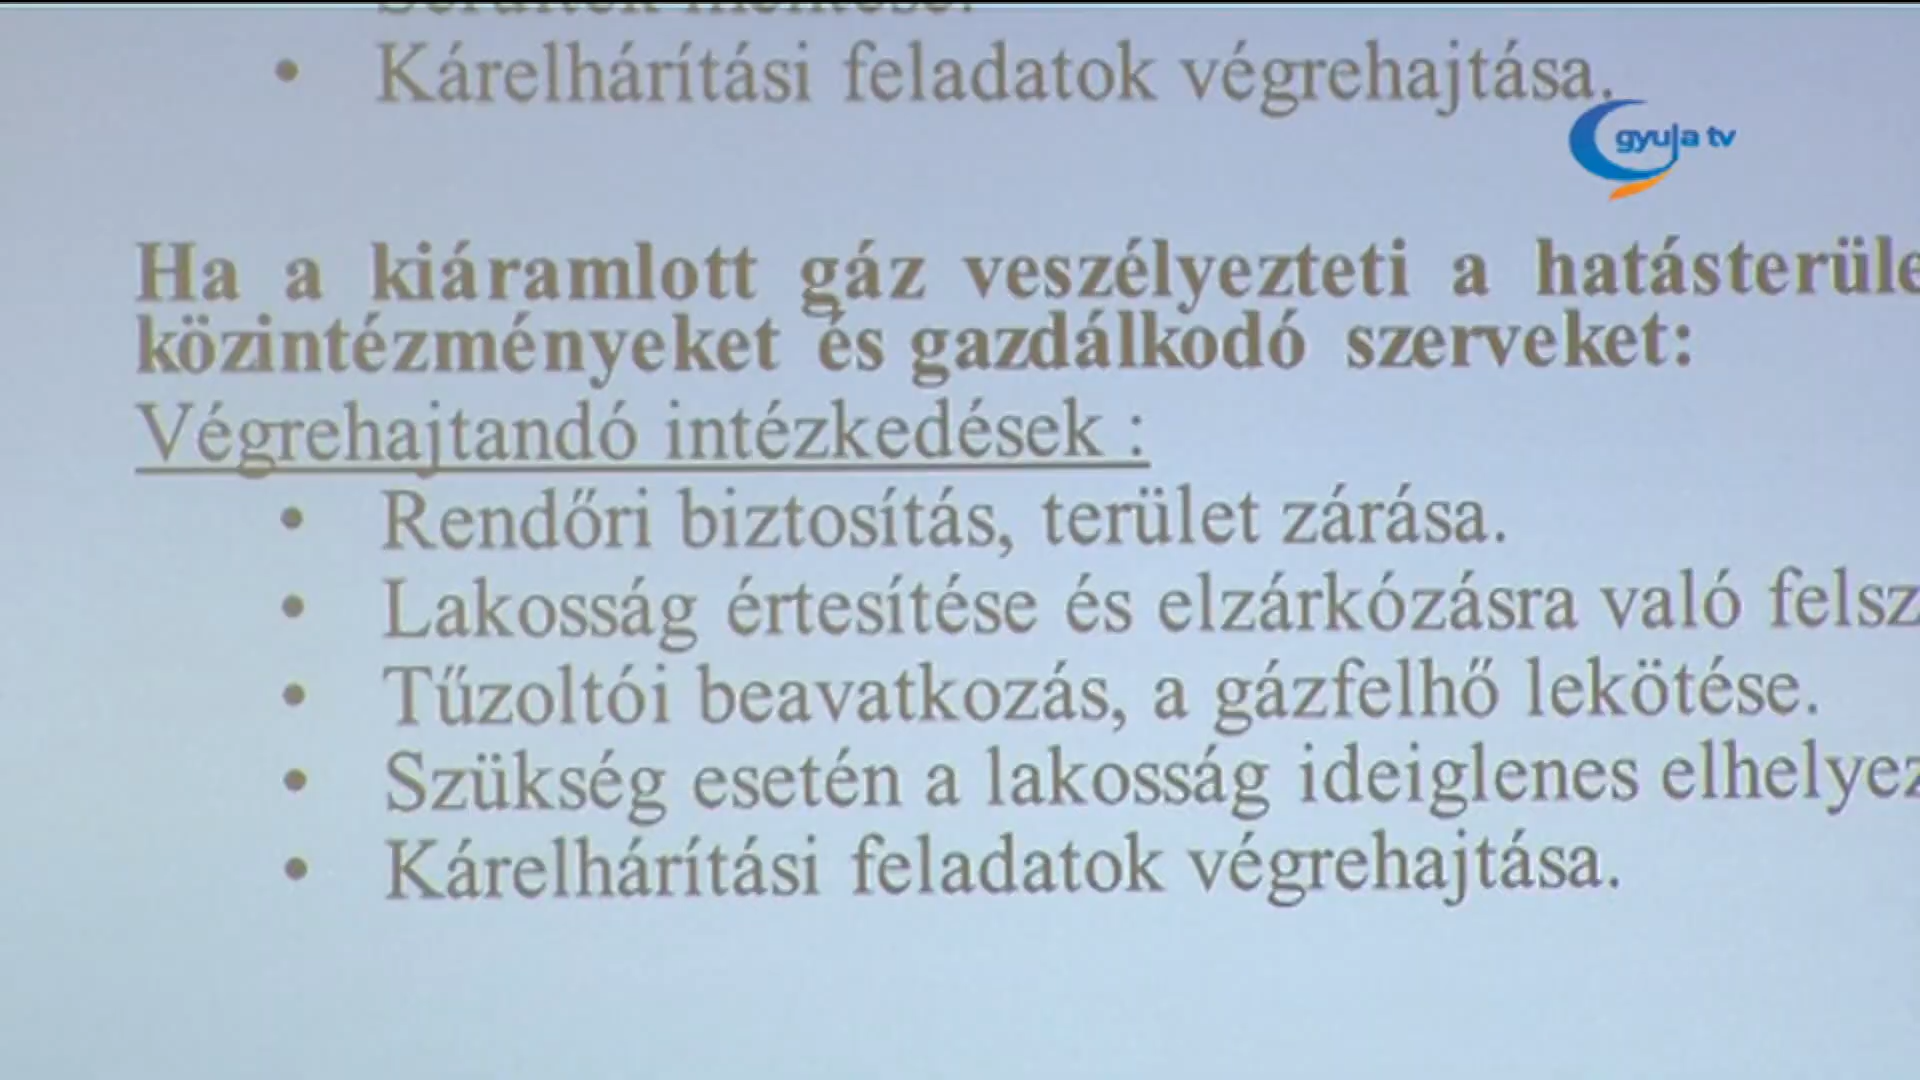 Sérültek mentése.
Kárelhárítási feladatok végrehajtása.
gyula tv
Ha a kiáramlott gáz veszélyezteti a hatásterüle
közintézményeket és gazdálkodó szerveket:
Végrehajtandó intézkedések :
Rendőri biztosítás, terület zárása.
Lakosság értesítése és elzárkózásra való felsz
Tűzoltói beavatkozás, a gázfelhő lekötése.
Szükség esetén a lakosság ideiglenes elhelyez
Kárelhárítási feladatok végrehajtása.